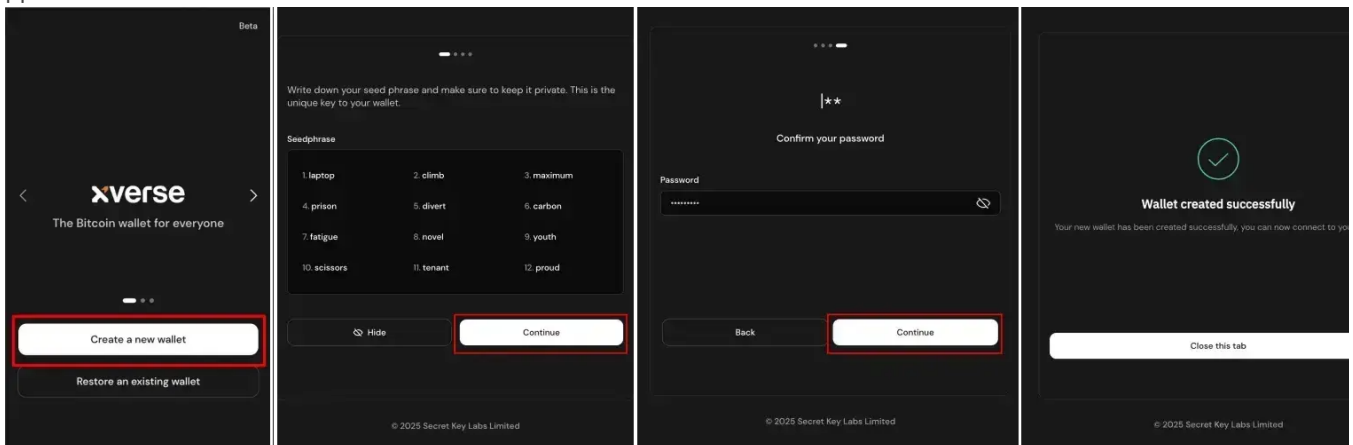 Beta
xverse
The Bitcoin wallet for everyone
Create a new wallet
Restore an existing wallet
Write down your seed phrase and make sure to keep it private. This is the
unique key to your wallet.
Seedphrase
1. laptop 2. climb 3. maximum
4. prison 5. divert 6. carbon
7. fatigue 8. novel 9. youth
10. scissors 11. tenant 12. proud
Hide Continue
© 2025 Secret Key Labs Limited
|**
Confirm your password
Password
•••••••••
Back Continue
© 2025 Secret Key Labs Limited
Wallet created successfully
Your new wallet has been created successfully, you can now connect to
Close this tab
© 2025 Secret Key Labs Limited